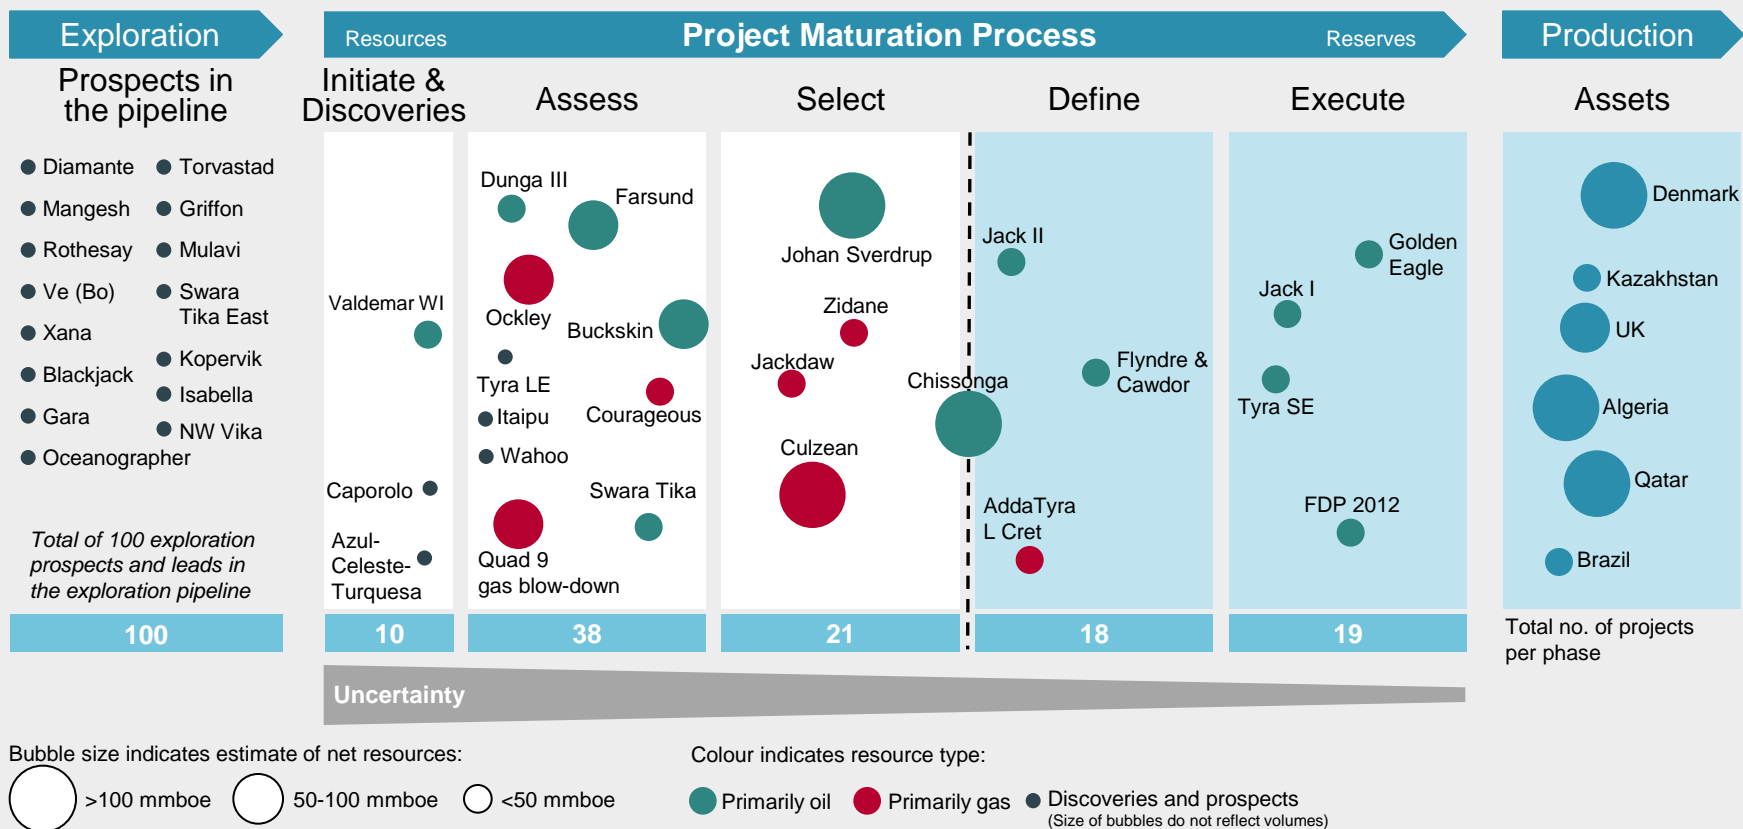 Exploration
Resources
Project Maturation Process
Reserves
Production
Prospects in
the pipeline
Initiate &
Discoveries
Assess
Select
Define
Execute
Assets
Diamante
Mangesh
Rothesay
Ve (Bo)
Xana
Blackjack
Gara
Oceanographer
Torvastad
Griffon
Mulavi
Swara
Tika East
Kopervik
Isabella
NW Vika
Total of 100 exploration
prospects and leads in
the exploration pipeline
Valdemar WI
Caporolo
Azul-
Celeste-
Turquesa
Dunga III
Farsund
Ockley
Buckskin
Tyra LE
Courageous
Itaipu
Wahoo
Swara Tika
Quad 9
gas blow-down
Johan Sverdrup
Zidane
Jackdaw
Culzean
Chissonga
Jack II
Flyndre &
Cawdor
AddaTyra
L Cret
Golden
Eagle
Jack I
Tyra SE
FDP 2012
Denmark
Kazakhstan
UK
Algeria
Qatar
Brazil
100
10
38
21
18
19
Total no. of projects
per phase
Uncertainty
Bubble size indicates estimate of net resources:
>100 mmboe
50-100 mmboe
<50 mmboe
Colour indicates resource type:
Primarily oil
Primarily gas
Discoveries and prospects
(Size of bubbles do not reflect volumes)